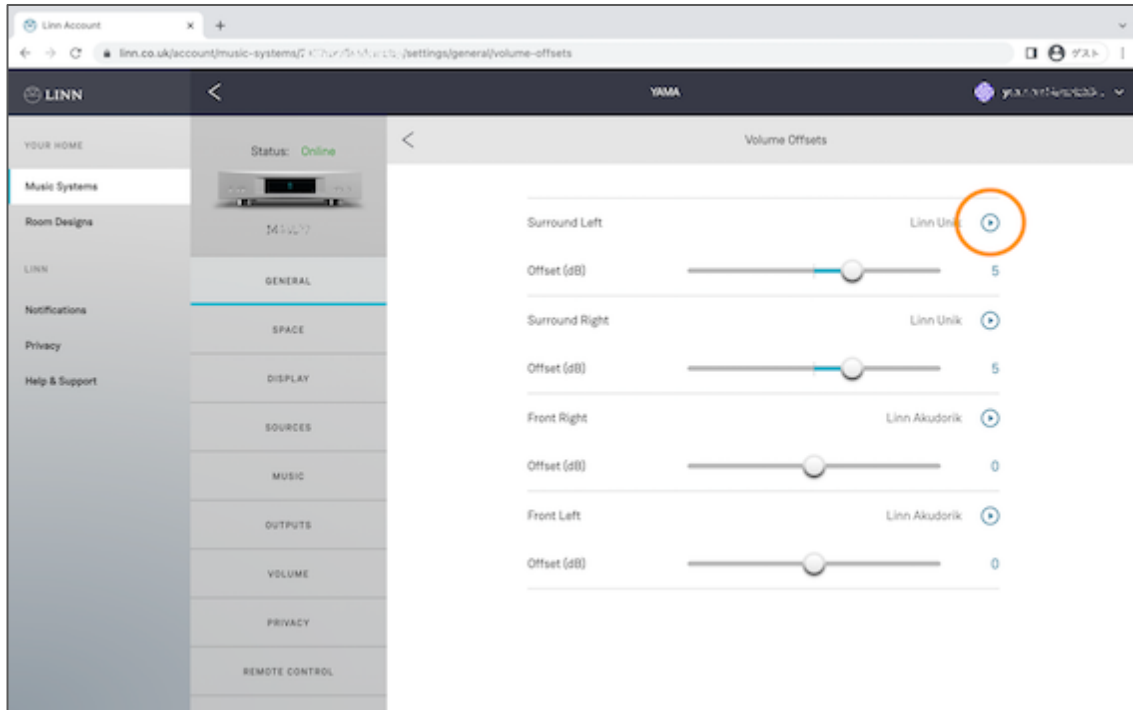 Linn Account
linn.co.uk/account/music-systems/
/settings/general/volume-offsets
ゲスト
LINN
YAMA
YOUR HOME
Music Systems
Room Designs
LINN
Notifications
Privacy
Help & Support
Status: Online
GENERAL
SPACE
DISPLAY
SOURCES
MUSIC
OUTPUTS
VOLUME
PRIVACY
REMOTE CONTROL
Volume Offsets
Surround Left Linn Unik
Offset (dB) 5
Surround Right Linn Unik
Offset (dB) 5
Front Right Linn Akudorik
Offset (dB) 0
Front Left Linn Akudorik
Offset (dB) 0